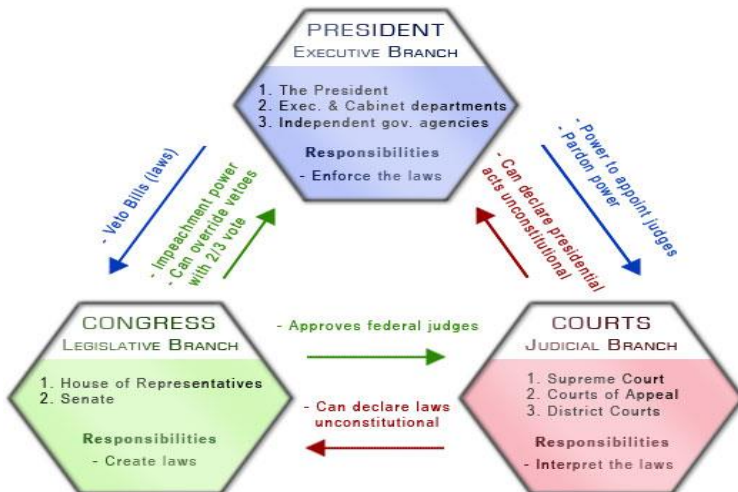 PRESIDENT
EXECUTIVE BRANCH
1. The President
2. Exec. & Cabinet departments
3. Independent gov. agencies
Responsibilities
- Enforce the laws
- Veto Bills (laws)
- Impeachment power
- Can override vetoes
with 2/3 vote
- Can declare presidential
acts unconstitutional
- Power to appoint judges
- Pardon power
CONGRESS
LEGISLATIVE BRANCH
1. House of Representatives
2. Senate
Responsibilities
- Create laws
- Approves federal judges
- Can declare laws
unconstitutional
COURTS
JUDICIAL BRANCH
1. Supreme Court
2. Courts of Appeal
3. District Courts
Responsibilities
- Interpret the laws